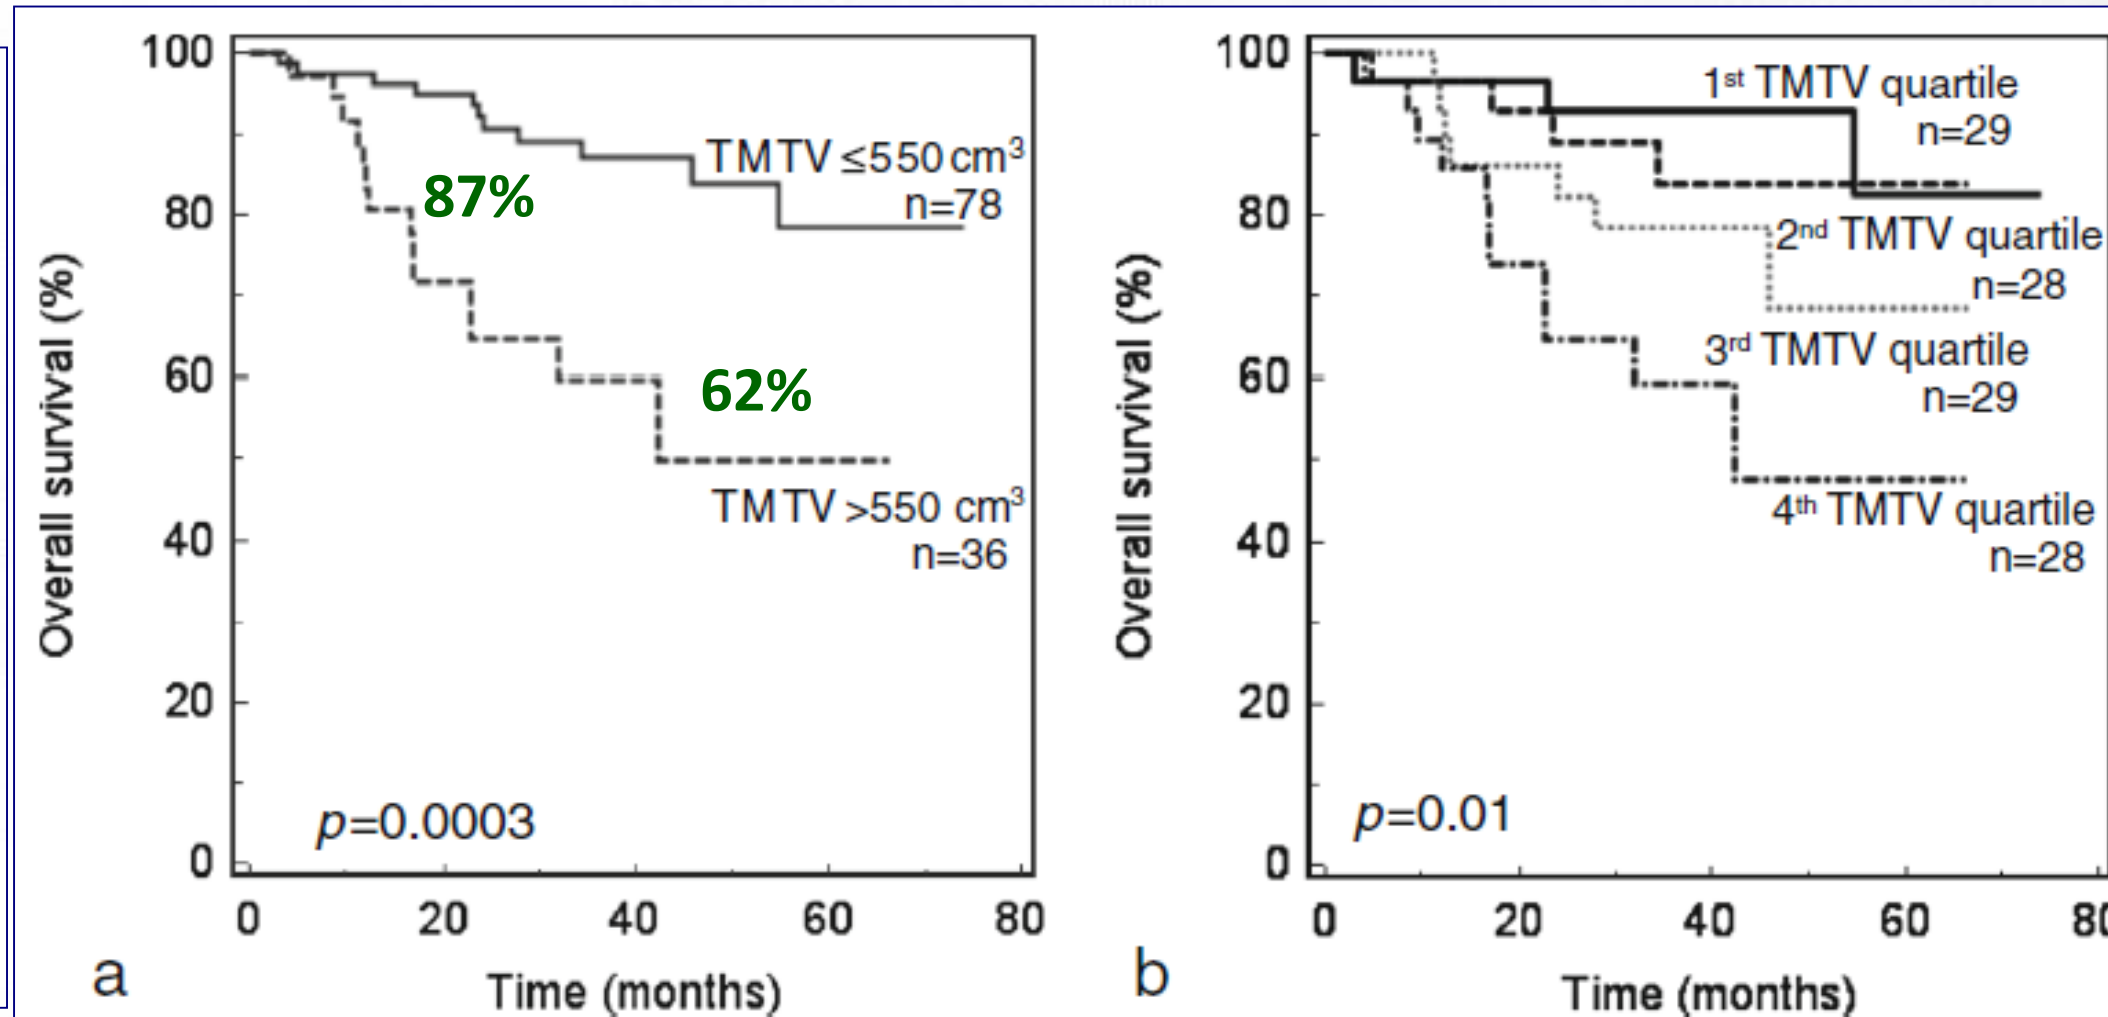 Overall survival (%)
100
80
60
40
20
0
TMTV ≤550 cm³
n=78
87%
62%
TMTV >550 cm³
n=36
p=0.0003
0 20 40 60 80
Time (months)
a
Overall survival (%)
100
80
60
40
20
0
1st TMTV quartile
n=29
2nd TMTV quartile
n=28
3rd TMTV quartile
n=29
4th TMTV quartile
n=28
p=0.01
0 20 40 60 80
Time (months)
b